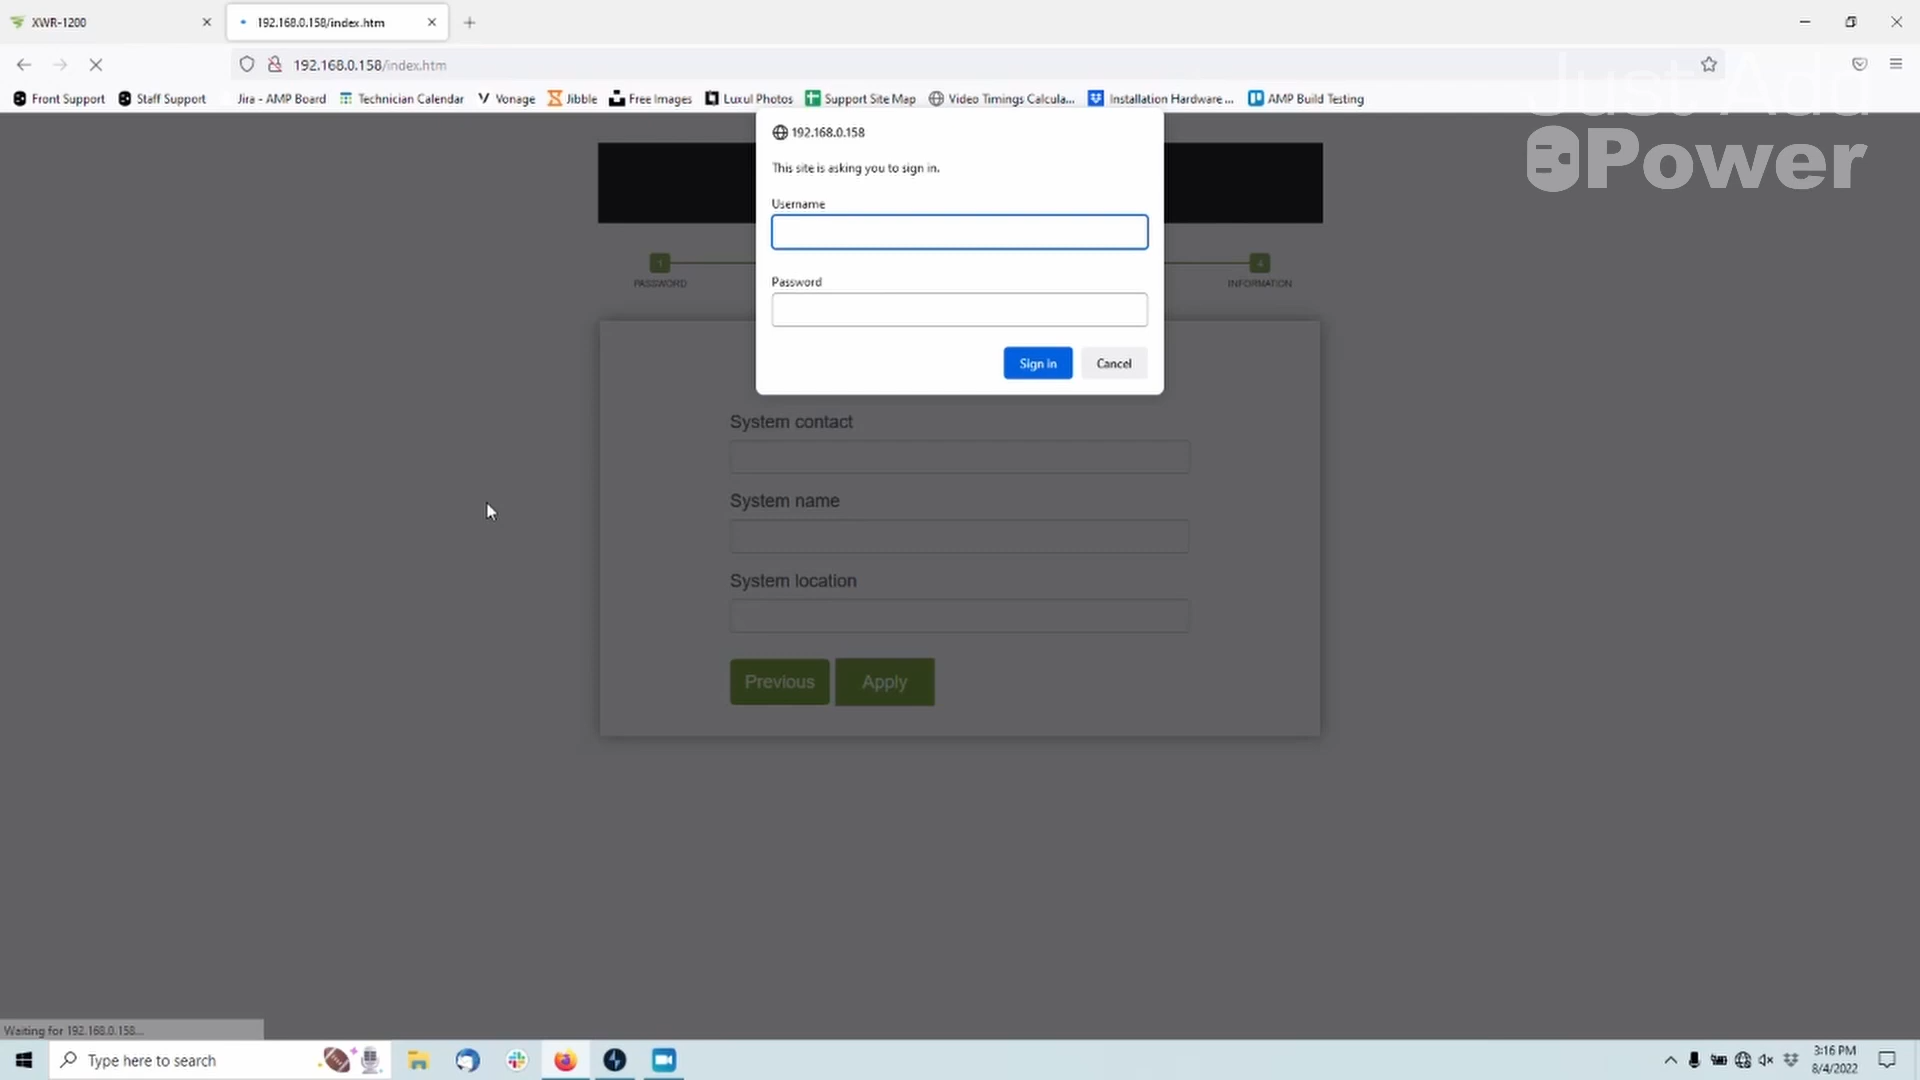 XWR-1200
192.168.0.158/index.htm
192.168.0.158/index.htm
Front Support
Staff Support
Jira - AMP Board
Technician Calendar
Vonage
Jibble
Free Images
Luxul Photos
Support Site Map
Video Timings Calcula...
Installation Hardware ...
AMP Build Testing
Just Add
Power
192.168.0.158
This site is asking you to sign in.
Username
Password
Sign in
Cancel
1
PASSWORD
4
INFORMATION
System contact
System name
System location
Previous
Apply
Waiting for 192.168.0.158...
Type here to search
3:16 PM
8/4/2022